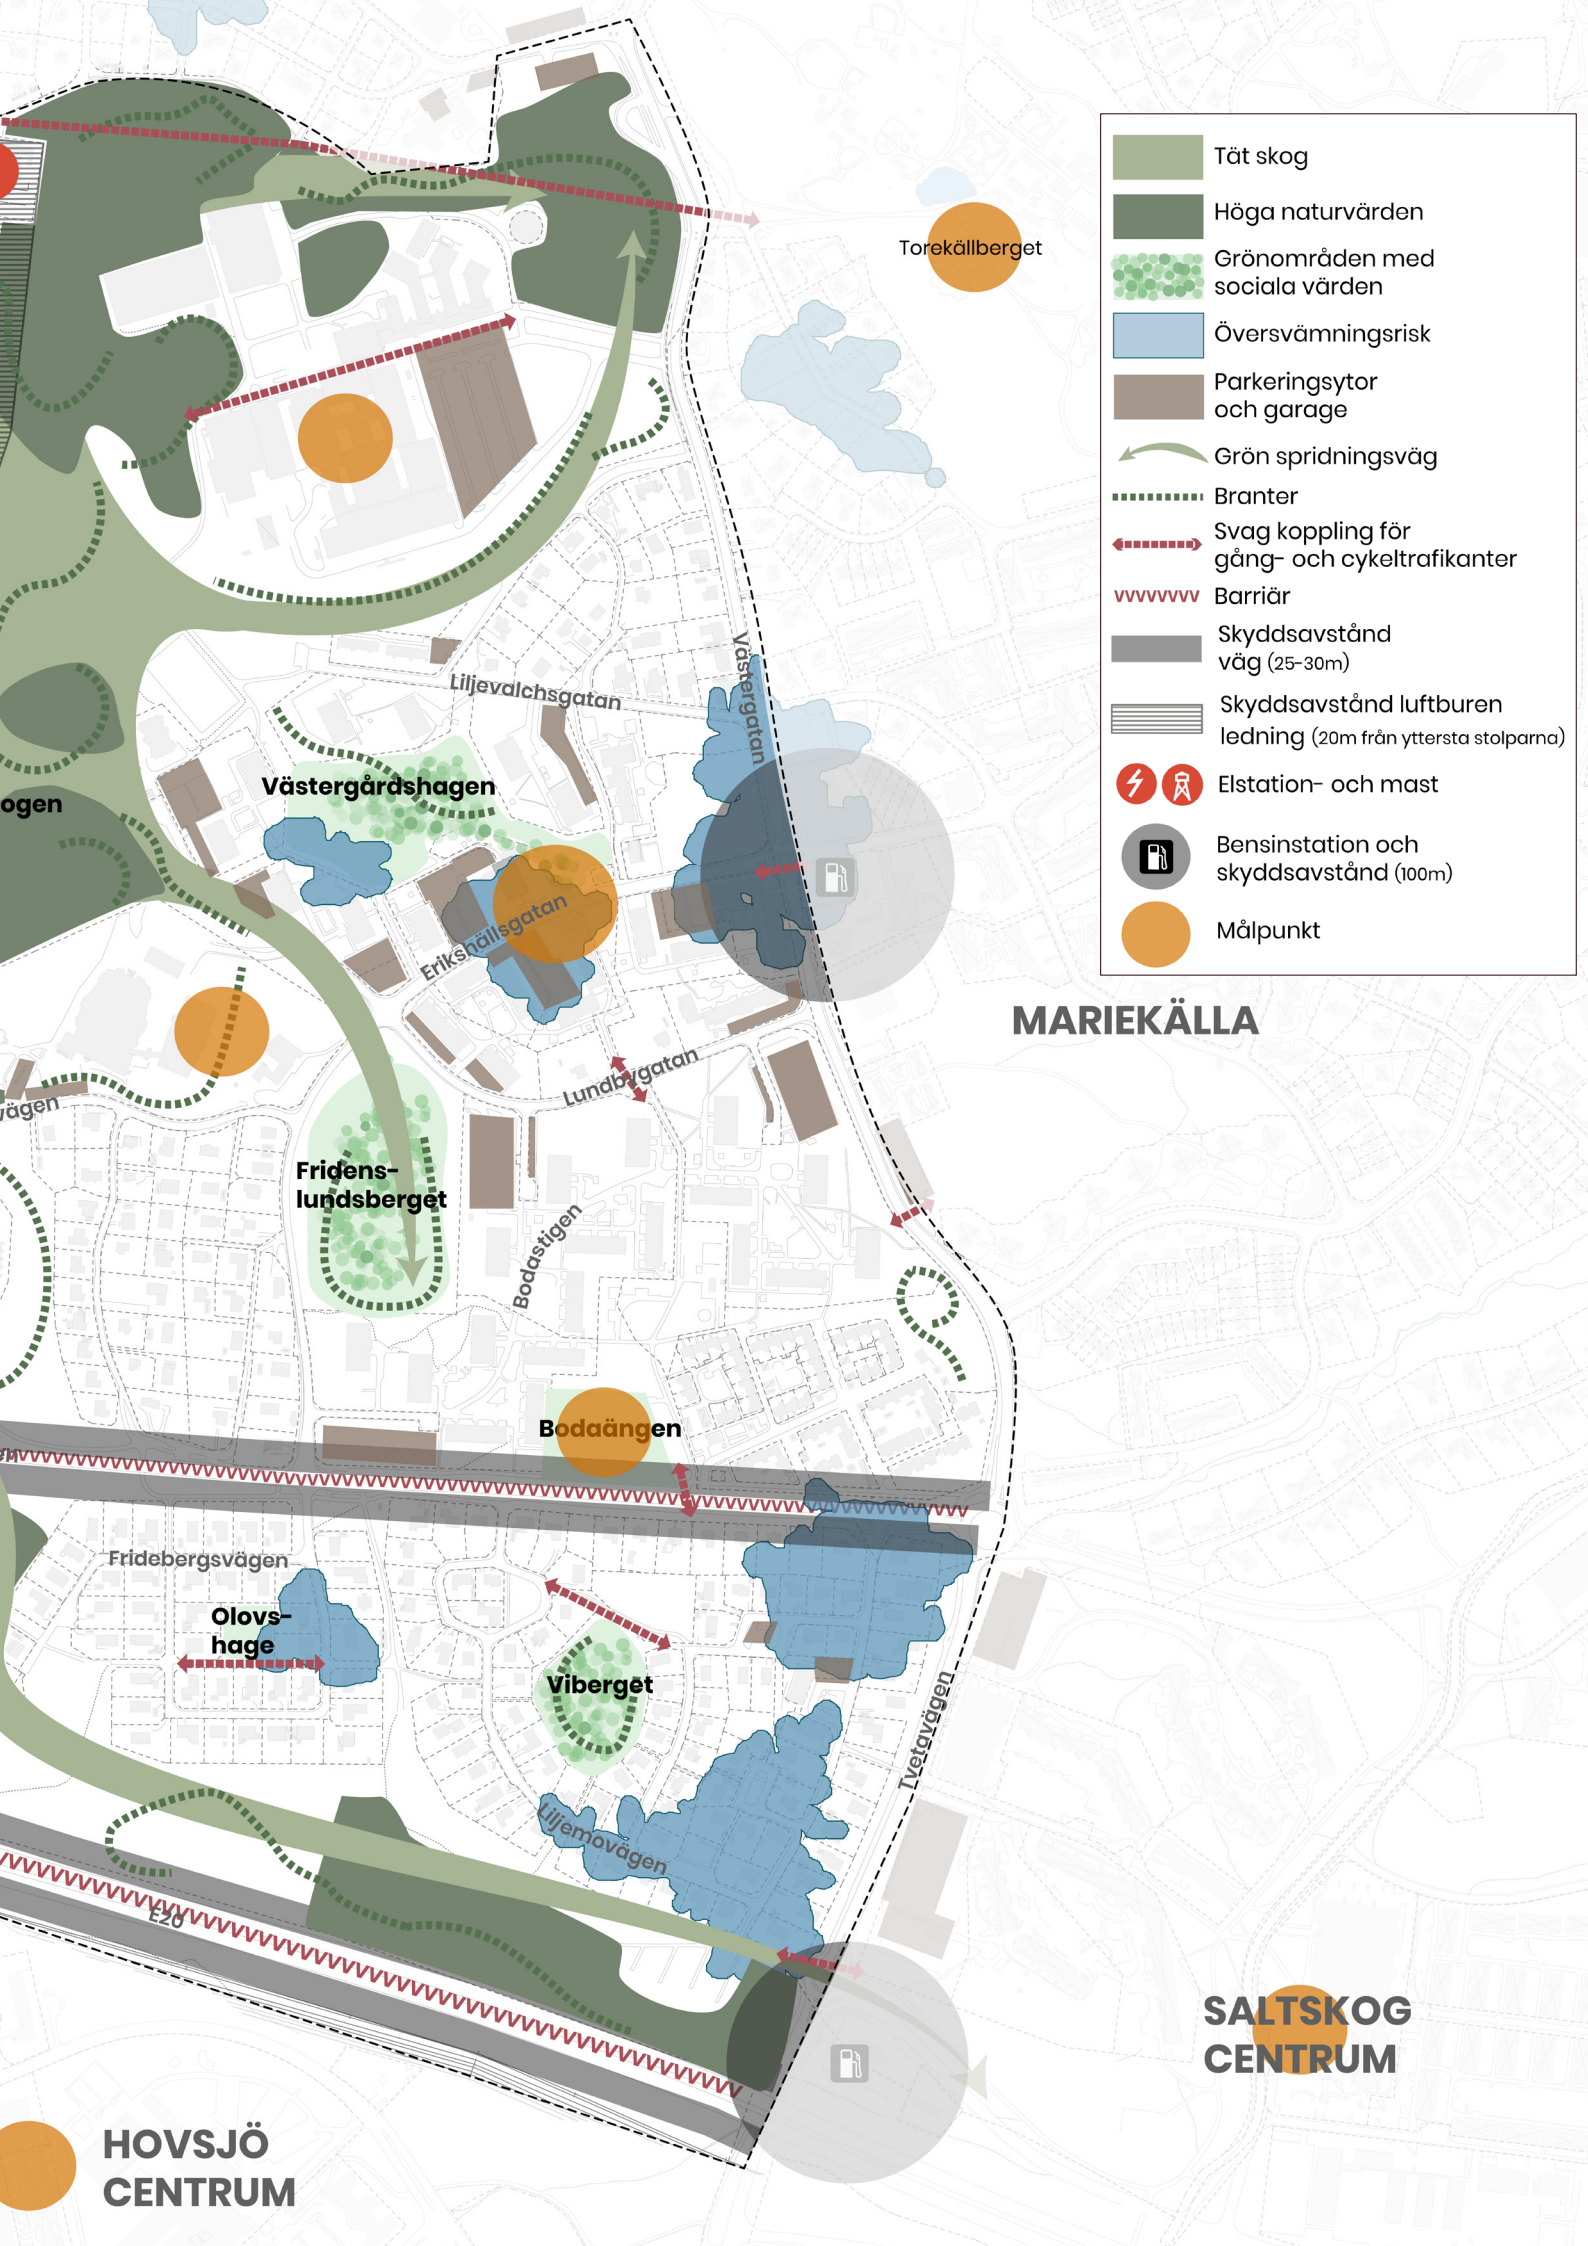 Tät skog
Höga naturvärden
Grönområden med
sociala värden
Översvämningsrisk
Parkeringsytor
och garage
Grön spridningsväg
Branter
Svag koppling för
gång- och cykeltrafikanter
Barriär
Skyddsavstånd
väg (25-30m)
Skyddsavstånd luftburen
ledning (20m från yttersta stolparna)
Elstation- och mast
Bensinstation och
skyddsavstånd (100m)
Målpunkt
Torekällberget
Västergatan
Liljevalchsgatan
Västergårdshagen
ogen
Erikshällsgatan
MARIEKÄLLA
Lundbygatan
vägen
Fridens-
lundsberget
Bodastigen
Bodaängen
Fridebergsvägen
Olovs-
hage
Viberget
Tvetavägen
Liljemovägen
E20
SALTSKOG
CENTRUM
HOVSJÖ
CENTRUM